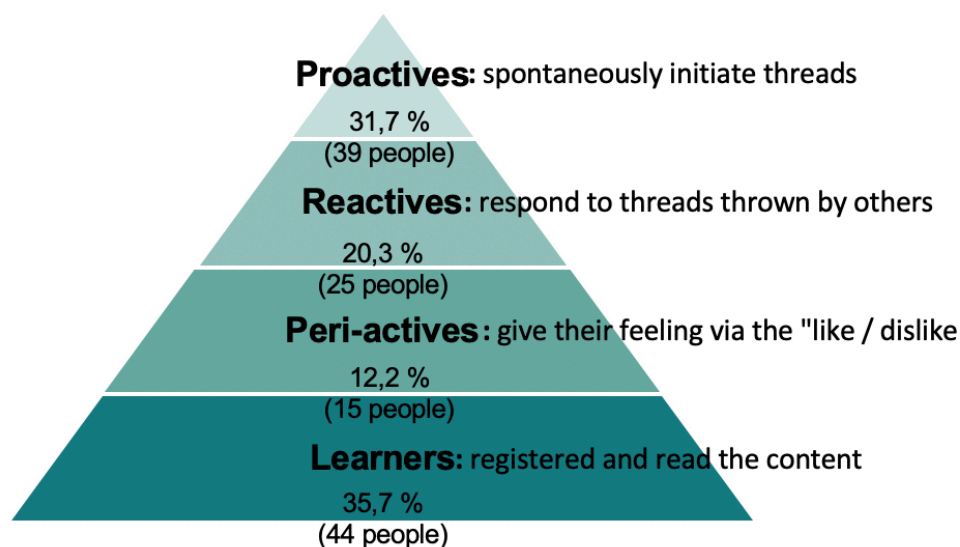 Proactives: spontaneously initiate threads
31,7 %
(39 people)
Reactives: respond to threads thrown by others
20,3 %
(25 people)
Peri-actives : give their feeling via the "like / dislike
12,2 %
(15 people)
Learners: registered and read the content
35,7 %
(44 people)